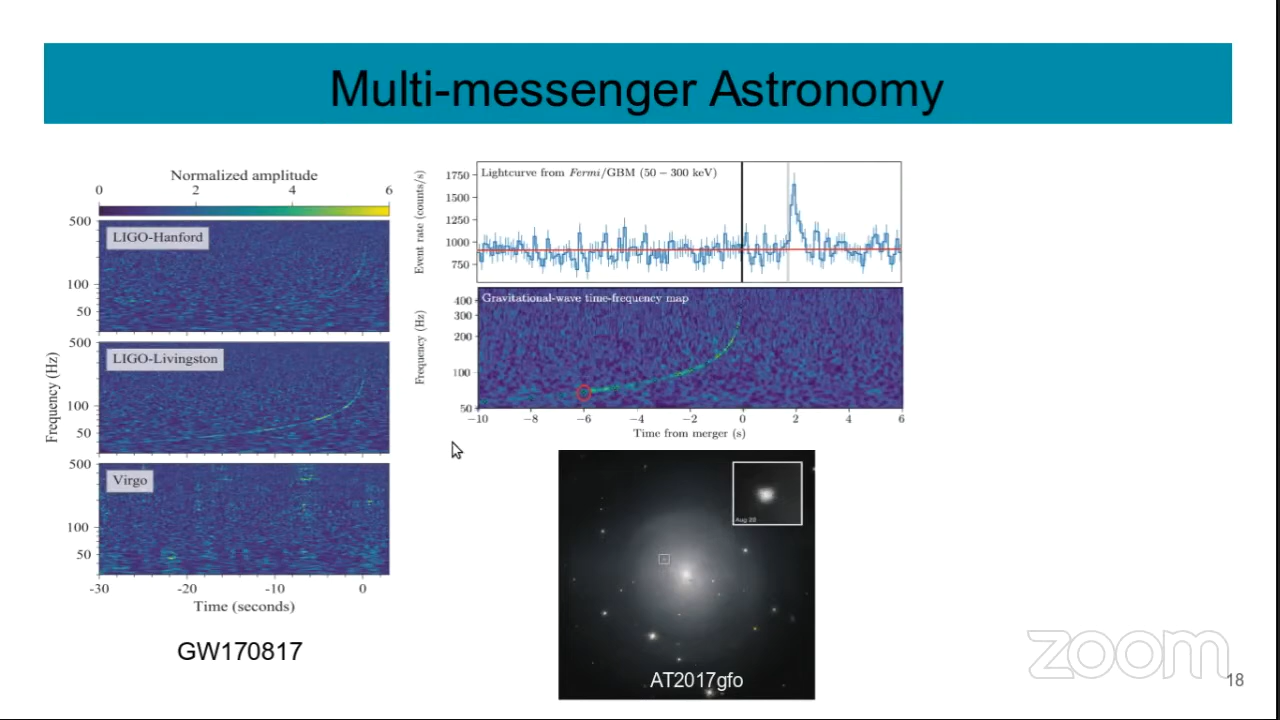 Multi-messenger Astronomy
Normalized amplitude
0 2 4 6
500
LIGO-Hanford
100
50
500
LIGO-Livingston
100
50
Frequency (Hz)
500
Virgo
100
50
-30 -20 -10 0
Time (seconds)
GW170817
Lightcurve from Fermi/GBM (50 − 300 keV)
1750
1500
1250
1000
750
Event rate (counts/s)
Gravitational-wave time-frequency map
400
300
200
100
50
Frequency (Hz)
−10 −8 −6 −4 −2 0 2 4 6
Time from merger (s)
Aug 22
AT2017gfo
zoom
18